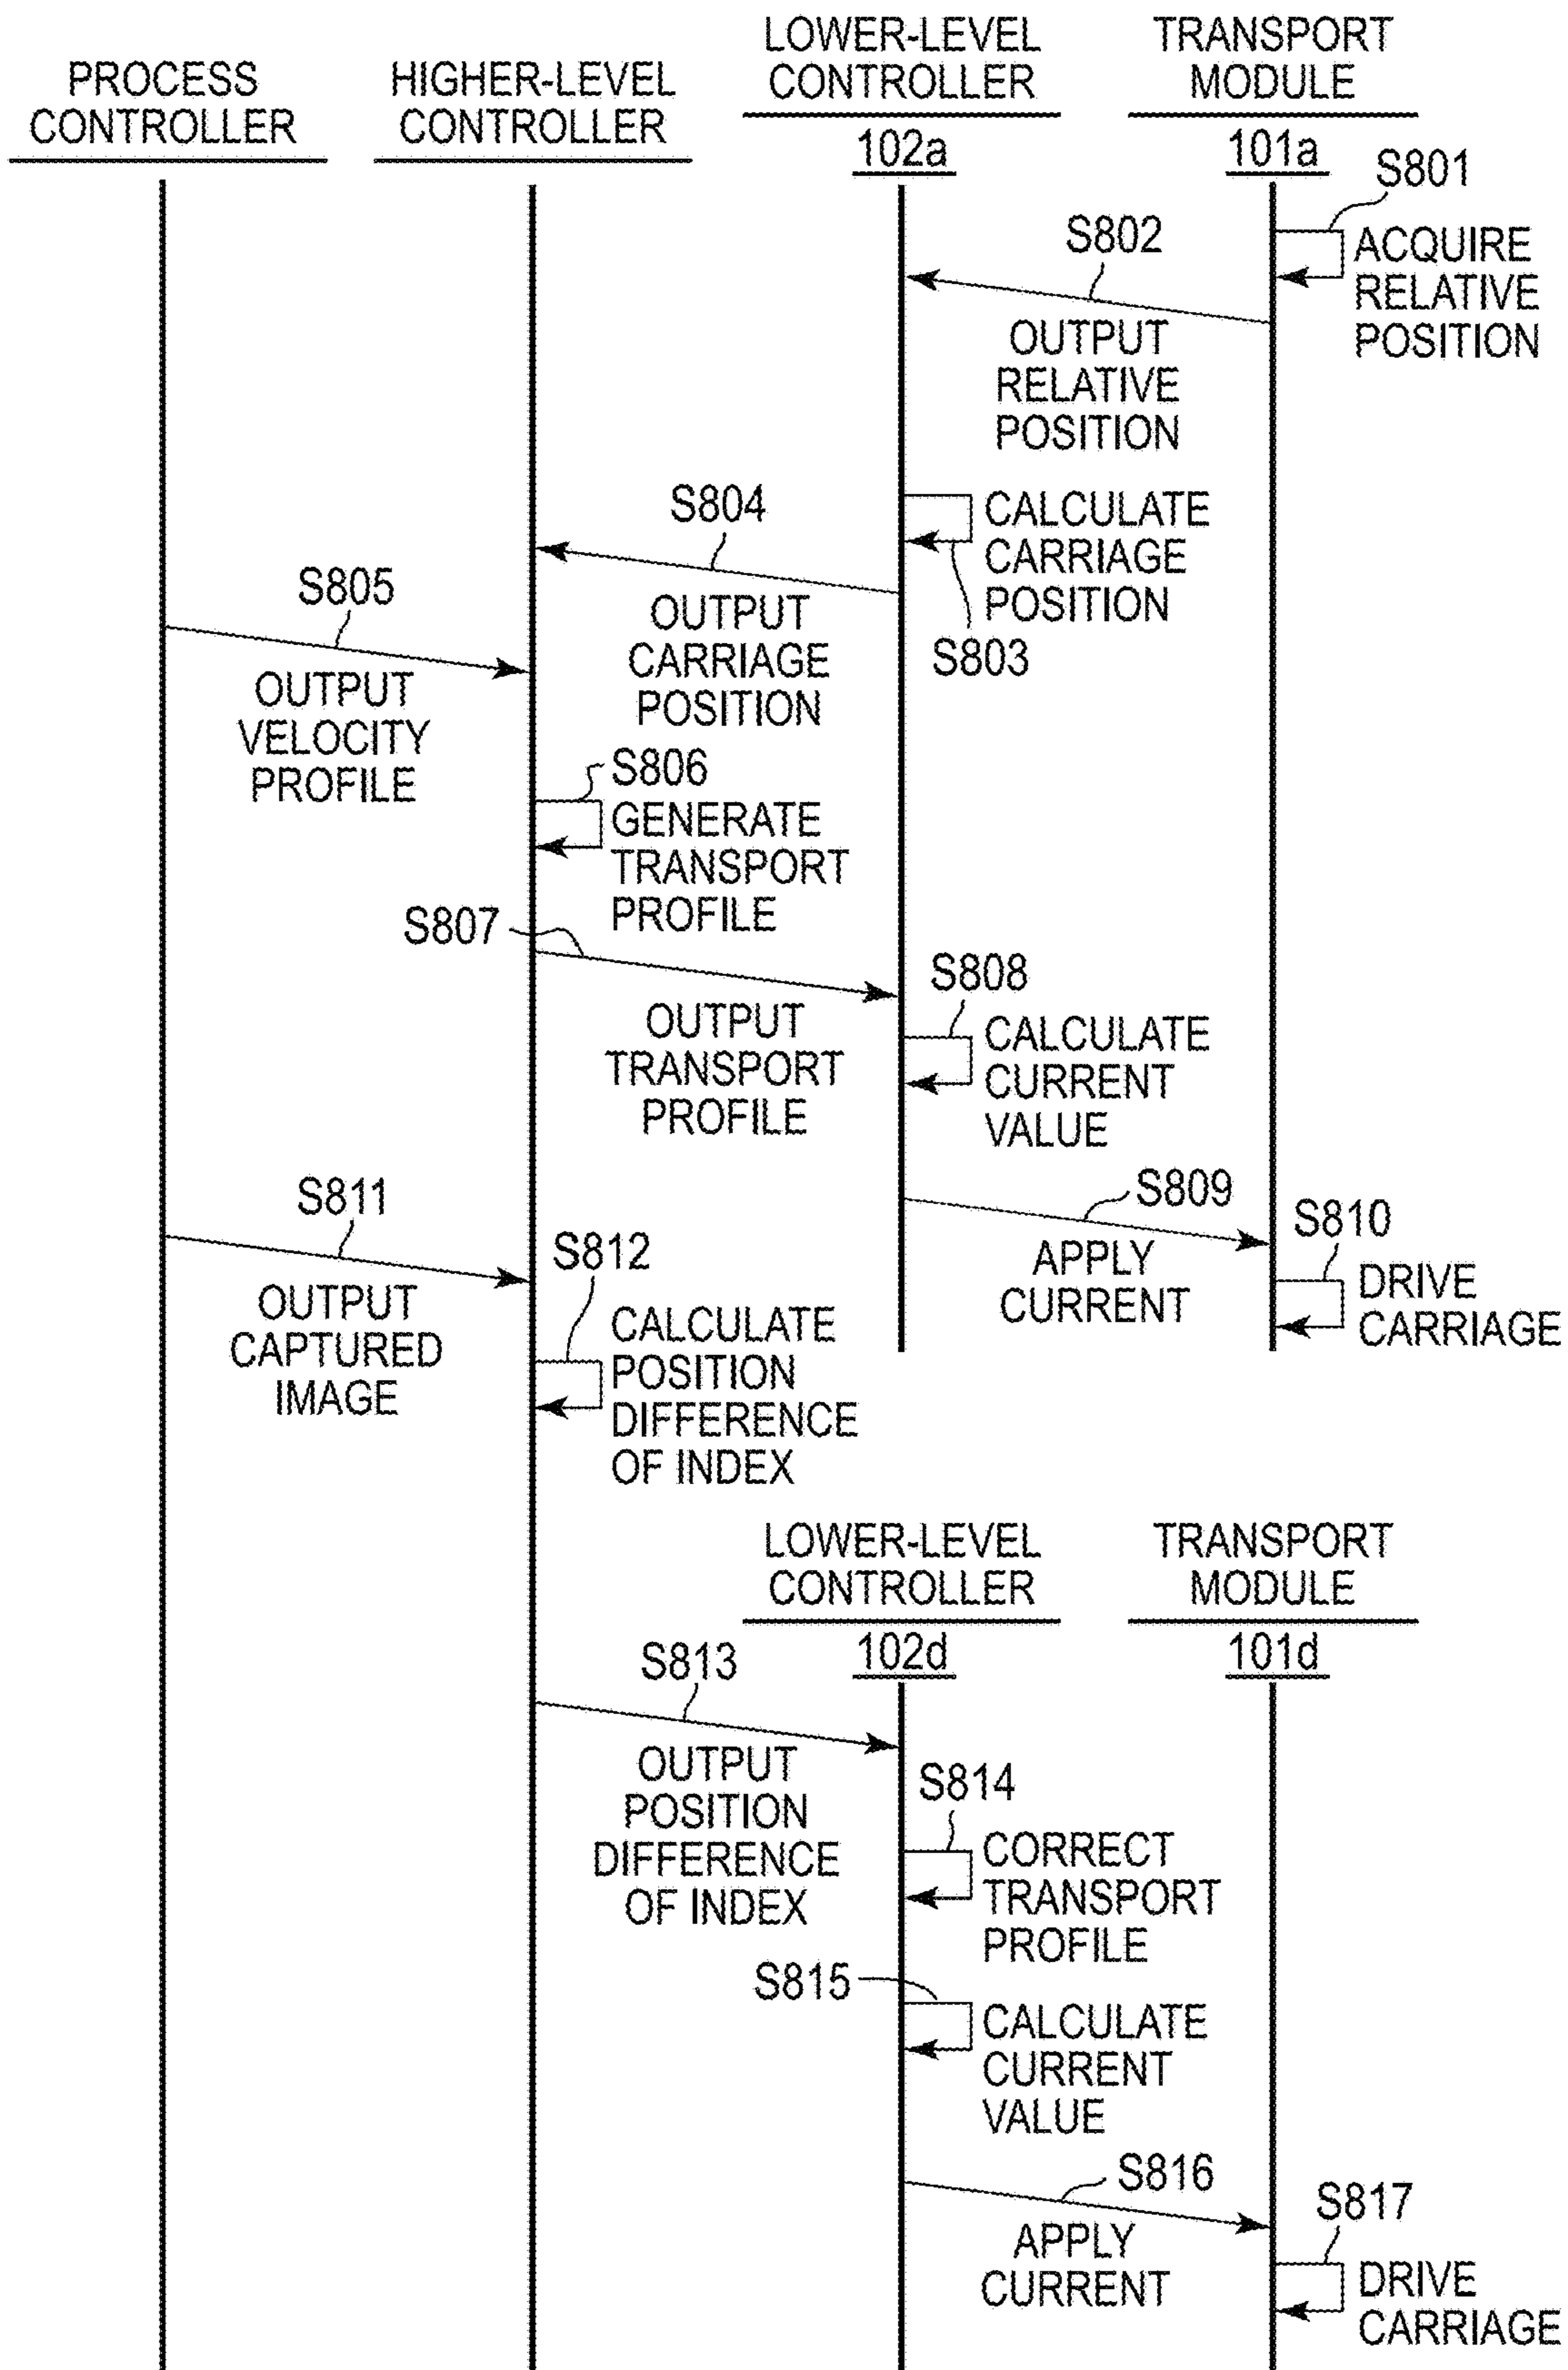 PROCESS
CONTROLLER
HIGHER-LEVEL
CONTROLLER
LOWER-LEVEL
CONTROLLER
102a
TRANSPORT
MODULE
101a
S801
ACQUIRE
RELATIVE
POSITION
S802
OUTPUT
RELATIVE
POSITION
CALCULATE
CARRIAGE
POSITION
S803
S804
OUTPUT
CARRIAGE
POSITION
S805
OUTPUT
VELOCITY
PROFILE
S806
GENERATE
TRANSPORT
PROFILE
S807
OUTPUT
TRANSPORT
PROFILE
S808
CALCULATE
CURRENT
VALUE
S809
APPLY
CURRENT
S810
DRIVE
CARRIAGE
S811
OUTPUT
CAPTURED
IMAGE
S812
CALCULATE
POSITION
DIFFERENCE
OF INDEX
LOWER-LEVEL
CONTROLLER
102d
TRANSPORT
MODULE
101d
S813
OUTPUT
POSITION
DIFFERENCE
OF INDEX
S814
CORRECT
TRANSPORT
PROFILE
S815
CALCULATE
CURRENT
VALUE
S816
APPLY
CURRENT
S817
DRIVE
CARRIAGE